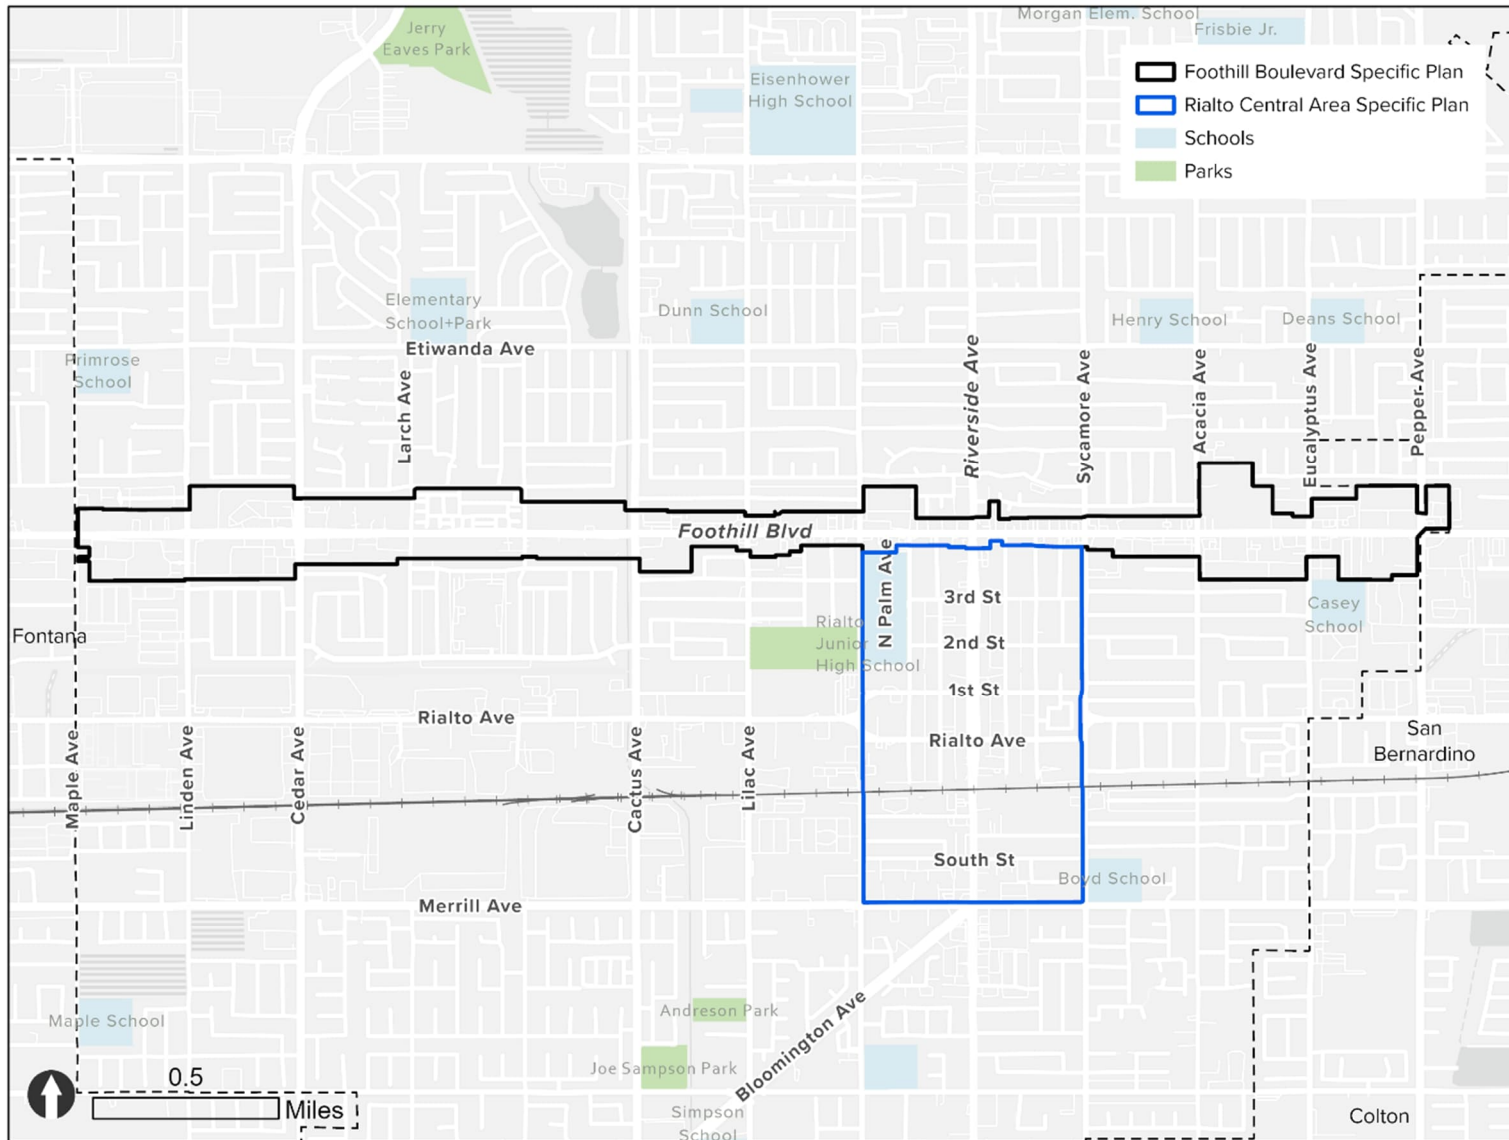 Morgan Elem. School
Frisbie Jr.
Jerry
Eaves Park
Eisenhower
High School
Foothill Boulevard Specific Plan
Rialto Central Area Specific Plan
Schools
Parks
Elementary
School+Park
Dunn School
Henry School
Deans School
Etiwanda Ave
Primrose
School
Larch Ave
Riverside Ave
Sycamore Ave
Acacia Ave
Eucalyptus Ave
Pepper Ave
Foothill Blvd
N Palm Ave
3rd St
2nd St
1st St
Rialto Ave
South St
Casey
School
Fontana
Rialto
Junior
High School
Rialto Ave
San
Bernardino
Maple Ave
Linden Ave
Cedar Ave
Cactus Ave
Lilac Ave
Boyd School
Merrill Ave
Maple School
Andreson Park
Bloomington Ave
Joe Sampson Park
Simpson
School
0.5
Miles
Colton